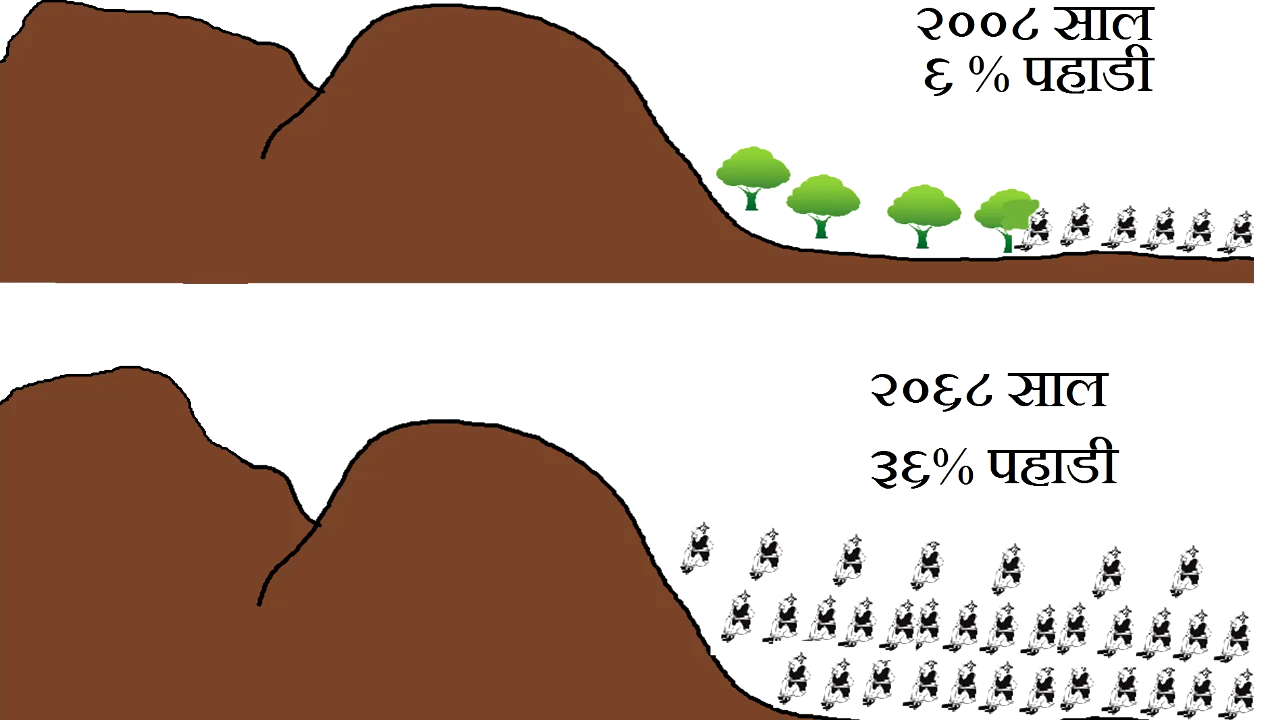 २००८ साल
६ % पहाडी
२०६८ साल
३६% पहाडी